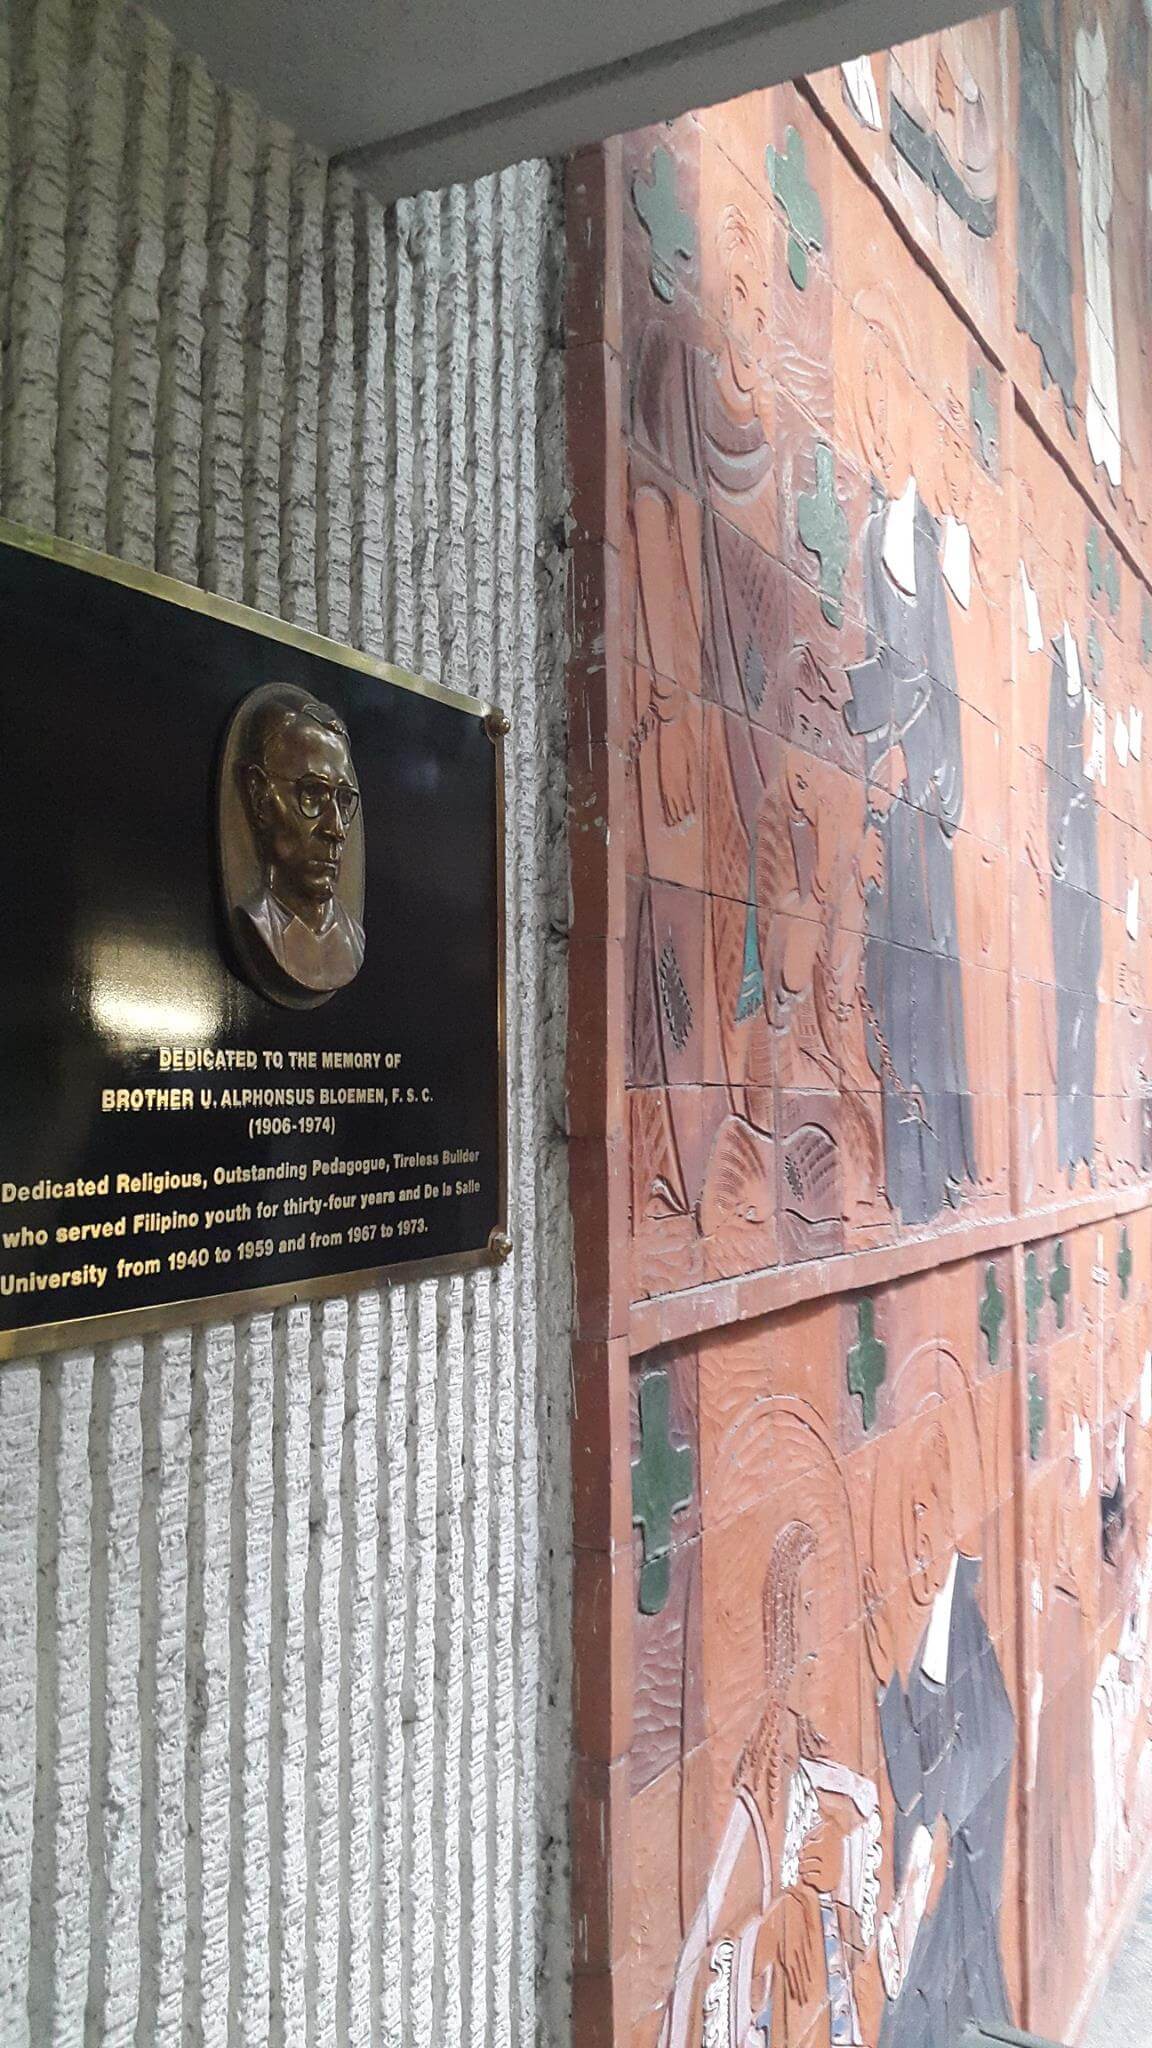 DEDICATED TO THE MEMORY OF
BROTHER U. ALPHONSUS BLOEMEN, F. S. C.
(1906-1974)
Dedicated Religious, Outstanding Pedagogue, Tireless Builder
who served Filipino youth for thirty-four years and De la Salle
University from 1940 to 1959 and from 1967 to 1973.